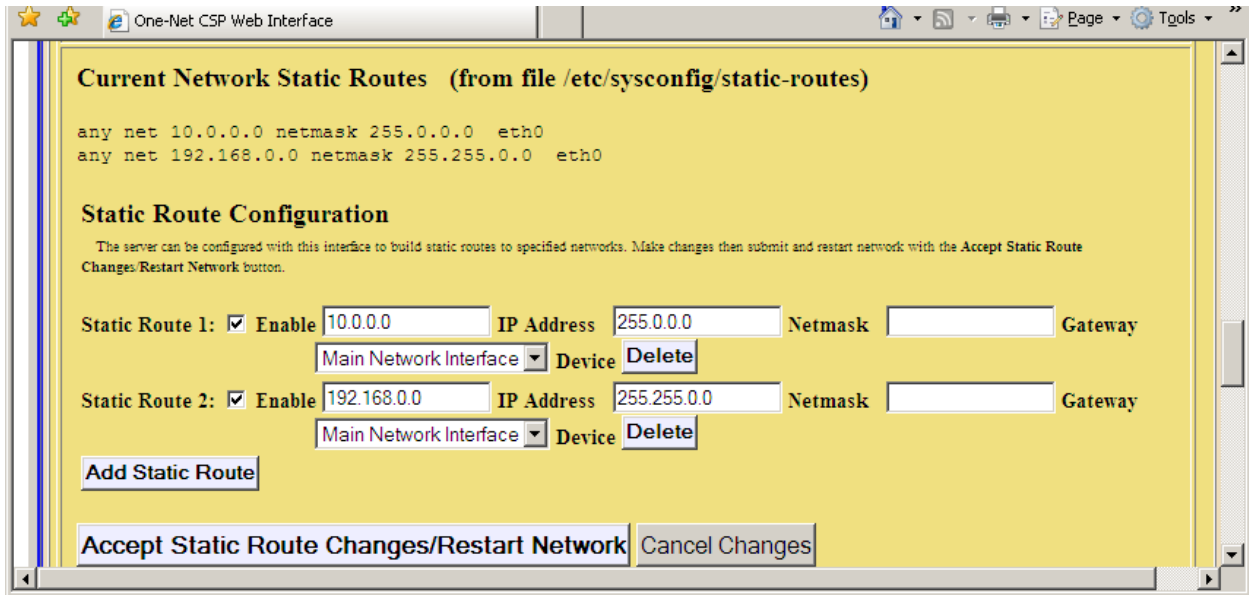 One-Net CSP Web Interface
Page
Tools
»
Current Network Static Routes (from file /etc/sysconfig/static-routes)
any net 10.0.0.0 netmask 255.0.0.0 eth0
any net 192.168.0.0 netmask 255.255.0.0 eth0
Static Route Configuration
The server can be configured with this interface to build static routes to specified networks. Make changes then submit and restart network with the Accept Static Route
Changes/Restart Network button.
Static Route 1: Enable 10.0.0.0 IP Address 255.0.0.0 Netmask Gateway
Main Network Interface Device Delete
Static Route 2: Enable 192.168.0.0 IP Address 255.255.0.0 Netmask Gateway
Main Network Interface Device Delete
Add Static Route
Accept Static Route Changes/Restart Network Cancel Changes